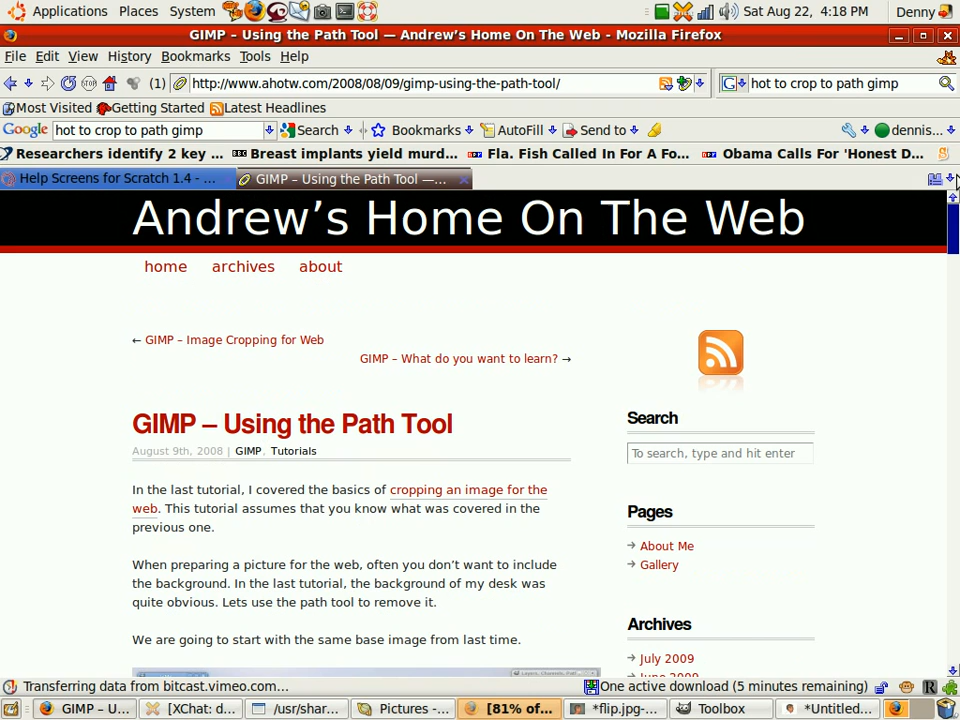 Applications Places System Sat Aug 22, 4:18 PM Denny
GIMP – Using the Path Tool — Andrew’s Home On The Web - Mozilla Firefox
File Edit View History Bookmarks Tools Help
(1) http://www.ahotw.com/2008/08/09/gimp-using-the-path-tool/ G hot to crop to path gimp
Most Visited Getting Started Latest Headlines
Google hot to crop to path gimp Search Bookmarks AutoFill Send to dennis...
Researchers identify 2 key ... Breast implants yield murd... Fla. Fish Called In For A Fo... Obama Calls For 'Honest D...
Help Screens for Scratch 1.4 - ... GIMP – Using the Path Tool —...
Andrew’s Home On The Web
home archives about
← GIMP – Image Cropping for Web
GIMP – What do you want to learn? →
GIMP – Using the Path Tool
August 9th, 2008 | GIMP, Tutorials
In the last tutorial, I covered the basics of cropping an image for the
web. This tutorial assumes that you know what was covered in the
previous one.
When preparing a picture for the web, often you don’t want to include
the background. In the last tutorial, the background of my desk was
quite obvious. Lets use the path tool to remove it.
We are going to start with the same base image from last time.
Search
To search, type and hit enter
Pages
→ About Me
→ Gallery
Archives
→ July 2009
→ June 2009
Transferring data from bitcast.vimeo.com... One active download (5 minutes remaining) R
GIMP – U... [XChat: d... /usr/shar... Pictures -... [81% of... *flip.jpg-... Toolbox *Untitled...